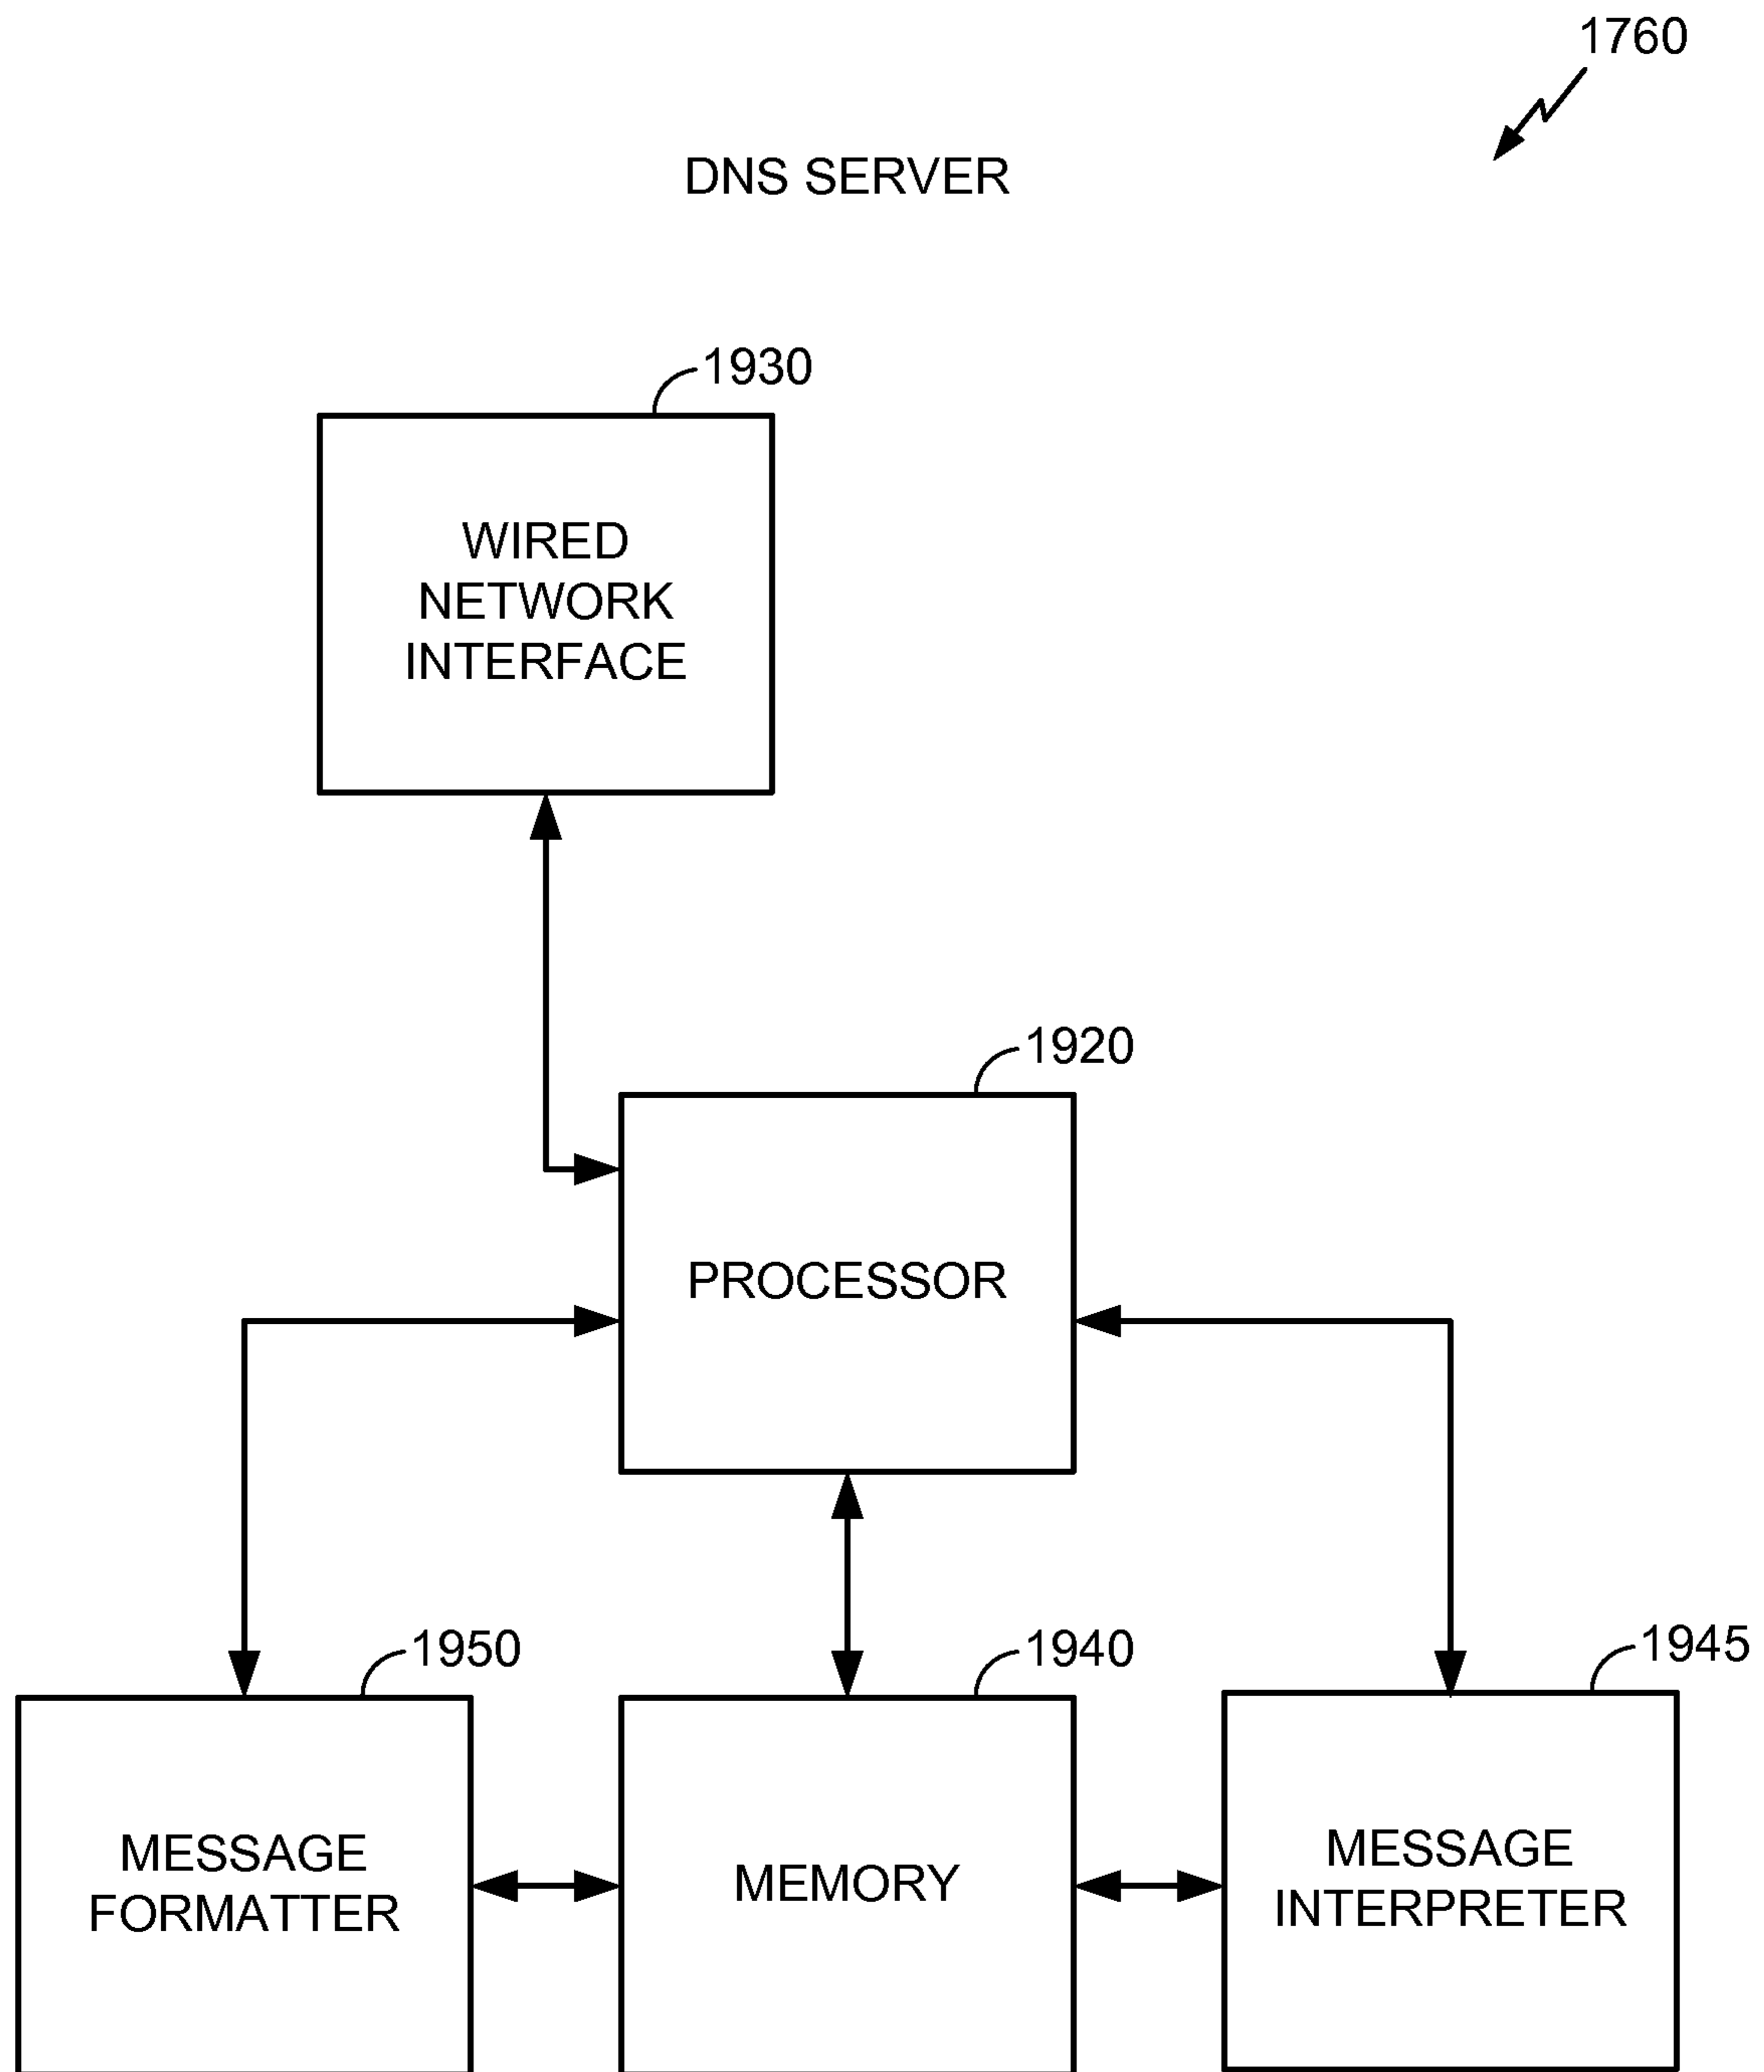 1760
DNS SERVER
1930
WIRED
NETWORK
INTERFACE
1920
PROCESSOR
1950
1940
1945
MESSAGE
FORMATTER
MEMORY
MESSAGE
INTERPRETER